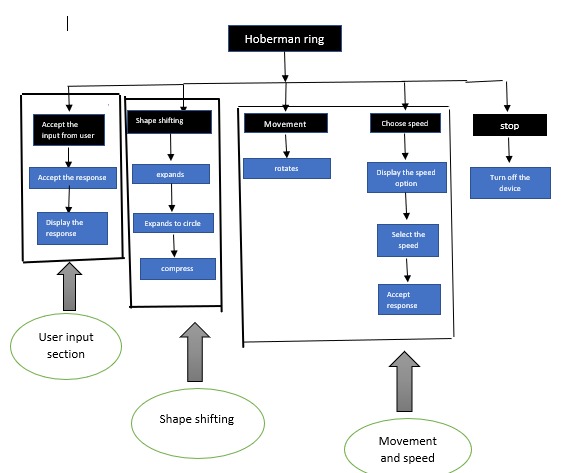 Hoberman ring
Accept the
input from user
Shape shifting
Movement
Choose speed
stop
Accept the response
expands
rotates
Display the speed
option
Turn off the
device
Display the
response
Expands to circle
Select the
speed
compress
Accept
response
User input
section
Shape shifting
Movement
and speed